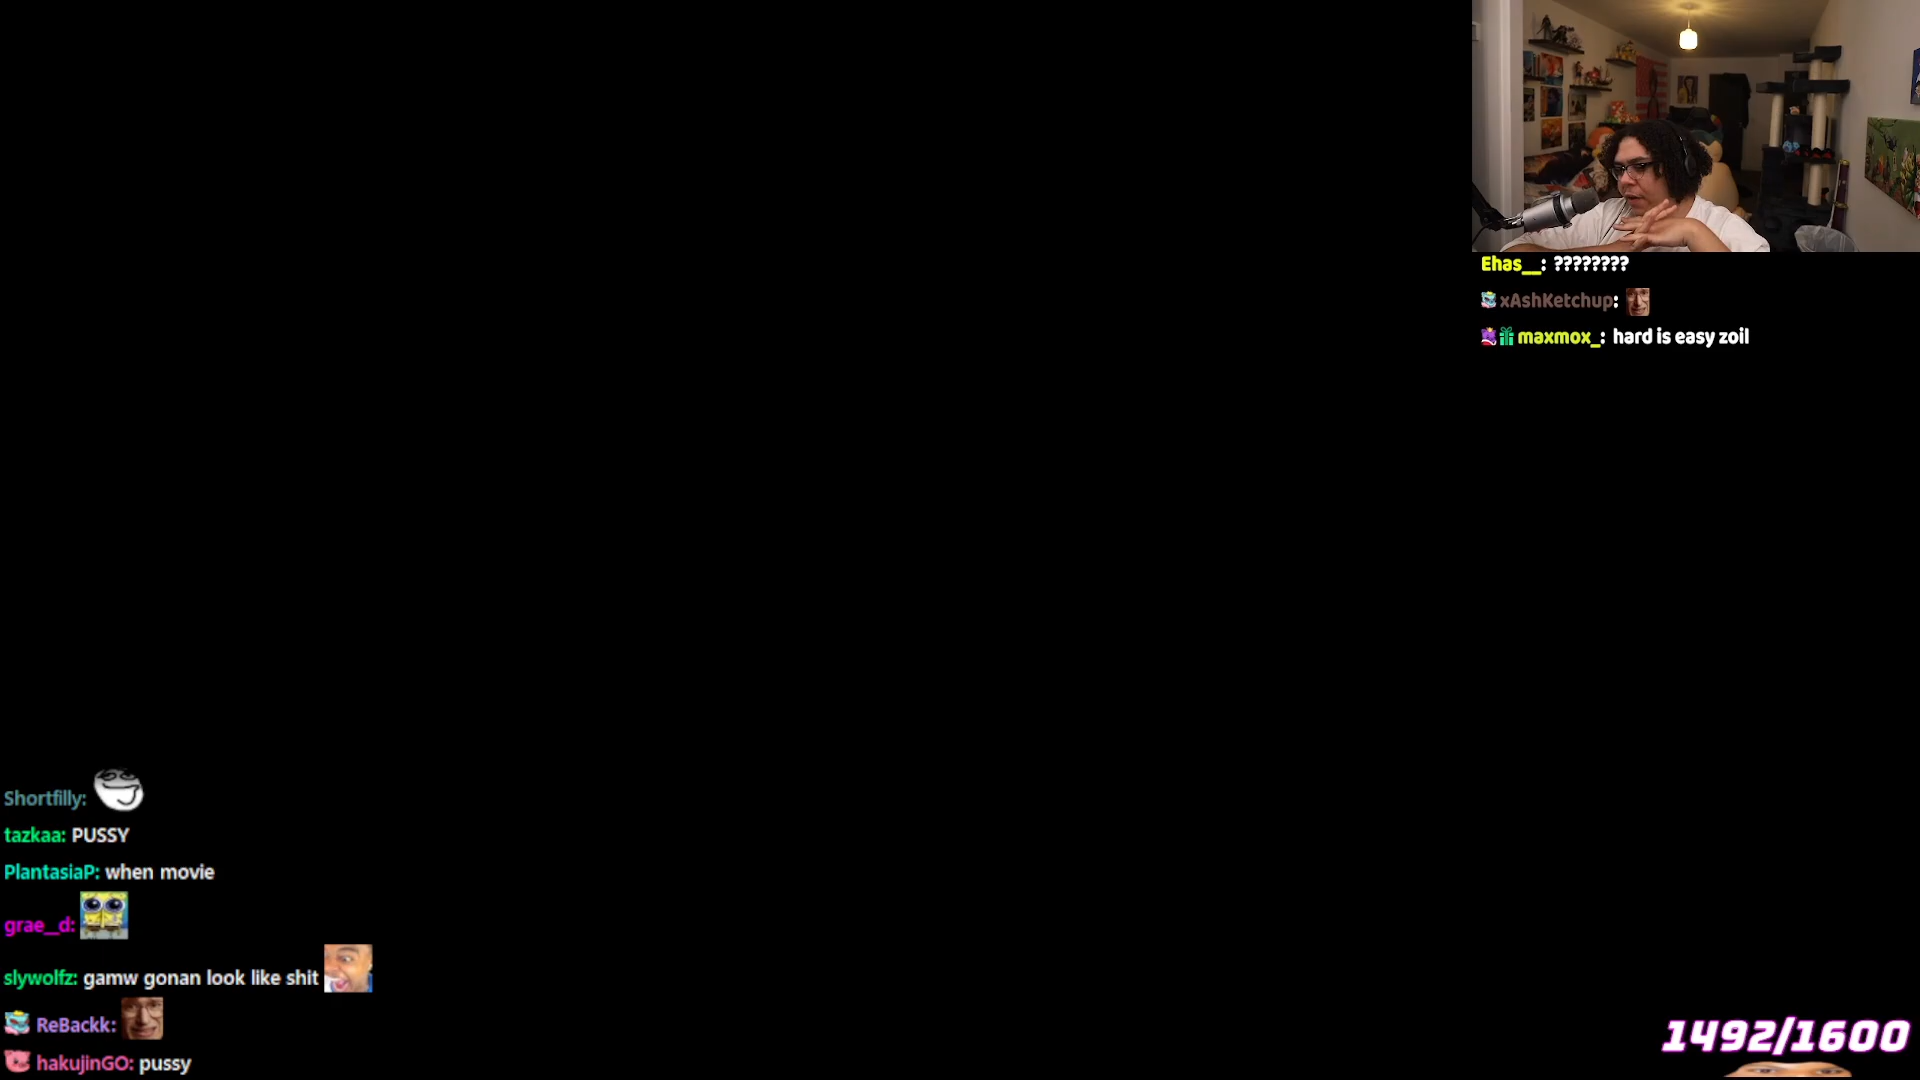 Ehas__: ????????
xAshKetchup:
maxmox_: hard is easy zoil
Shortfilly:
tazkaa: PUSSY
PlantasiaP: when movie
grae__d:
slywolfz: gamw gonan look like shit
ReBackk:
hakujinGO: pussy
1492/1600